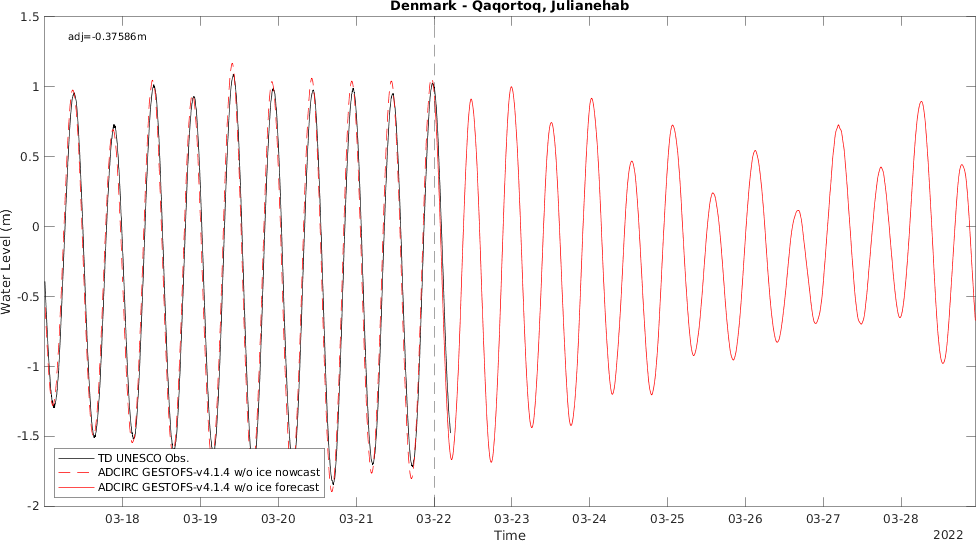 Denmark - Qaqortoq, Julianehab
adj=-0.37586m
1.5
1
0.5
0
-0.5
-1
-1.5
-2
Water Level (m)
TD UNESCO Obs.
ADCIRC GESTOFS-v4.1.4 w/o ice nowcast
ADCIRC GESTOFS-v4.1.4 w/o ice forecast
03-18 03-19 03-20 03-21 03-22 03-23 03-24 03-25 03-26 03-27 03-28
Time
2022